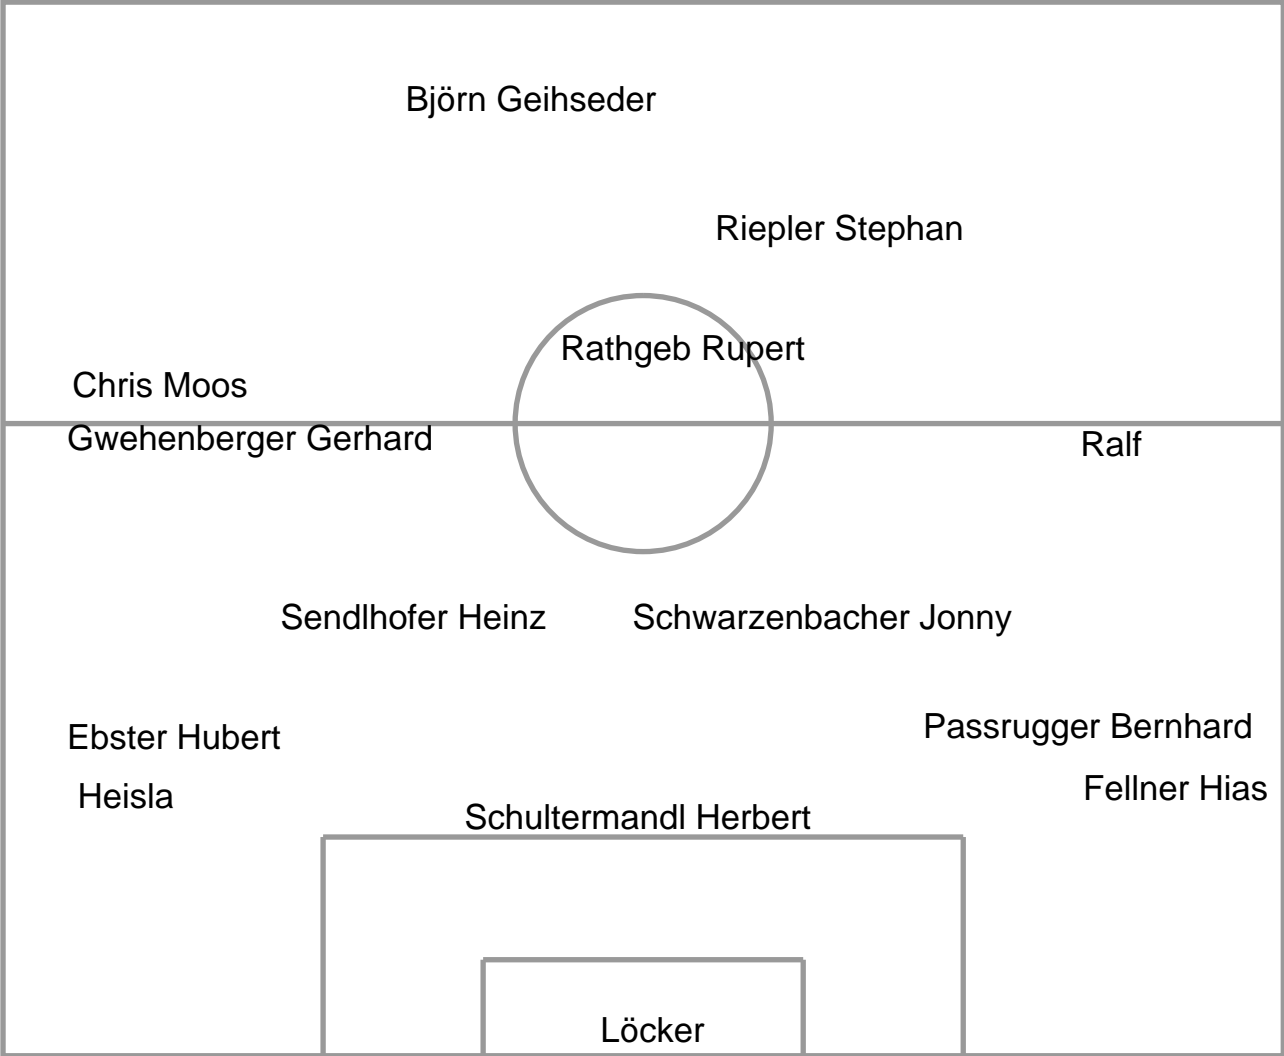 Björn Geihseder
Riepler Stephan
Rathgeb Rupert
Chris Moos
Gwehenberger Gerhard
Ralf
Sendlhofer Heinz
Schwarzenbacher Jonny
Passrugger Bernhard
Ebster Hubert
Fellner Hias
Heisla
Schultermandl Herbert
Löcker